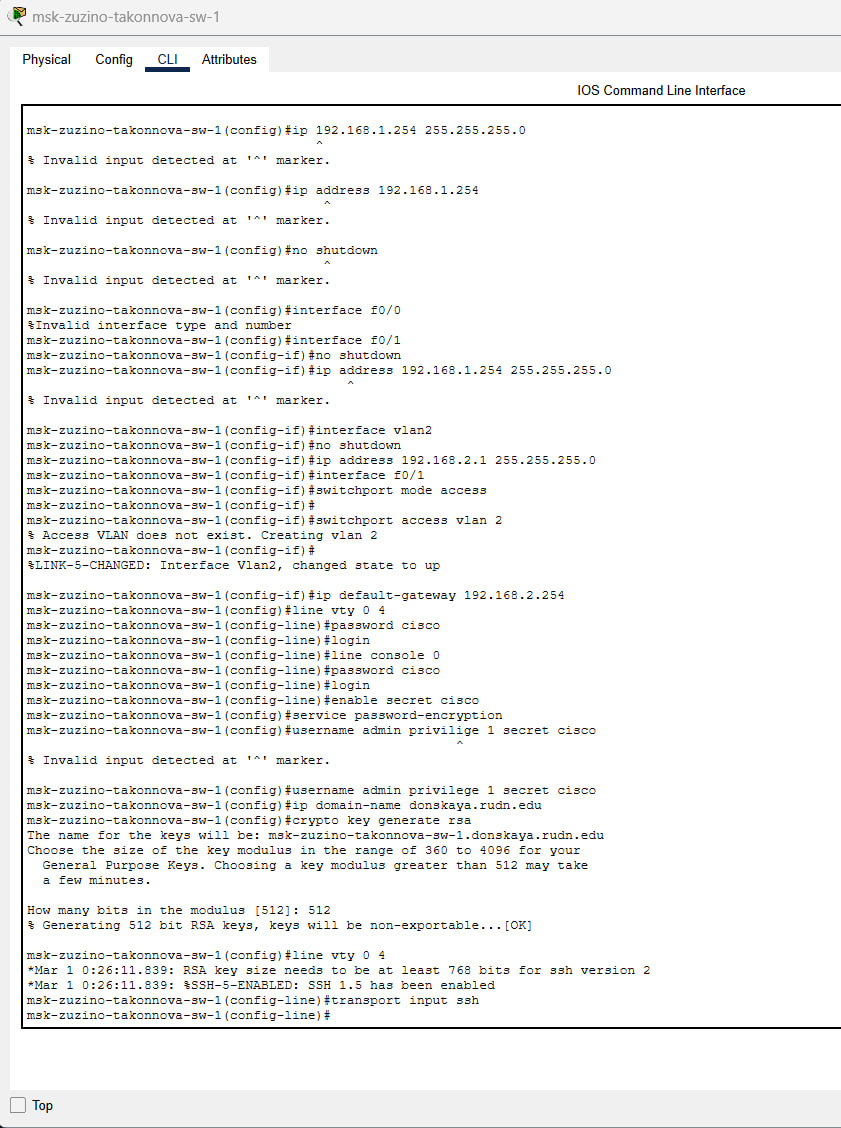 msk-zuzino-takonnova-sw-1
Physical Config CLI Attributes
IOS Command Line Interface
msk-zuzino-takonnova-sw-1(config)#ip 192.168.1.254 255.255.255.0
^
% Invalid input detected at '^' marker.
msk-zuzino-takonnova-sw-1(config)#ip address 192.168.1.254
^
% Invalid input detected at '^' marker.
msk-zuzino-takonnova-sw-1(config)#no shutdown
^
% Invalid input detected at '^' marker.
msk-zuzino-takonnova-sw-1(config)#interface f0/0
%Invalid interface type and number
msk-zuzino-takonnova-sw-1(config)#interface f0/1
msk-zuzino-takonnova-sw-1(config-if)#no shutdown
msk-zuzino-takonnova-sw-1(config-if)#ip address 192.168.1.254 255.255.255.0
^
% Invalid input detected at '^' marker.
msk-zuzino-takonnova-sw-1(config-if)#interface vlan2
msk-zuzino-takonnova-sw-1(config-if)#no shutdown
msk-zuzino-takonnova-sw-1(config-if)#ip address 192.168.2.1 255.255.255.0
msk-zuzino-takonnova-sw-1(config-if)#interface f0/1
msk-zuzino-takonnova-sw-1(config-if)#switchport mode access
msk-zuzino-takonnova-sw-1(config-if)#
msk-zuzino-takonnova-sw-1(config-if)#switchport access vlan 2
% Access VLAN does not exist. Creating vlan 2
msk-zuzino-takonnova-sw-1(config-if)#
%LINK-5-CHANGED: Interface Vlan2, changed state to up
msk-zuzino-takonnova-sw-1(config-if)#ip default-gateway 192.168.2.254
msk-zuzino-takonnova-sw-1(config)#line vty 0 4
msk-zuzino-takonnova-sw-1(config-line)#password cisco
msk-zuzino-takonnova-sw-1(config-line)#login
msk-zuzino-takonnova-sw-1(config-line)#line console 0
msk-zuzino-takonnova-sw-1(config-line)#password cisco
msk-zuzino-takonnova-sw-1(config-line)#login
msk-zuzino-takonnova-sw-1(config-line)#enable secret cisco
msk-zuzino-takonnova-sw-1(config)#service password-encryption
msk-zuzino-takonnova-sw-1(config)#username admin privilige 1 secret cisco
^
% Invalid input detected at '^' marker.
msk-zuzino-takonnova-sw-1(config)#username admin privilege 1 secret cisco
msk-zuzino-takonnova-sw-1(config)#ip domain-name donskaya.rudn.edu
msk-zuzino-takonnova-sw-1(config)#crypto key generate rsa
The name for the keys will be: msk-zuzino-takonnova-sw-1.donskaya.rudn.edu
Choose the size of the key modulus in the range of 360 to 4096 for your
General Purpose Keys. Choosing a key modulus greater than 512 may take
a few minutes.
How many bits in the modulus [512]: 512
% Generating 512 bit RSA keys, keys will be non-exportable...[OK]
msk-zuzino-takonnova-sw-1(config)#line vty 0 4
*Mar 1 0:26:11.839: RSA key size needs to be at least 768 bits for ssh version 2
*Mar 1 0:26:11.839: %SSH-5-ENABLED: SSH 1.5 has been enabled
msk-zuzino-takonnova-sw-1(config-line)#transport input ssh
msk-zuzino-takonnova-sw-1(config-line)#
Top